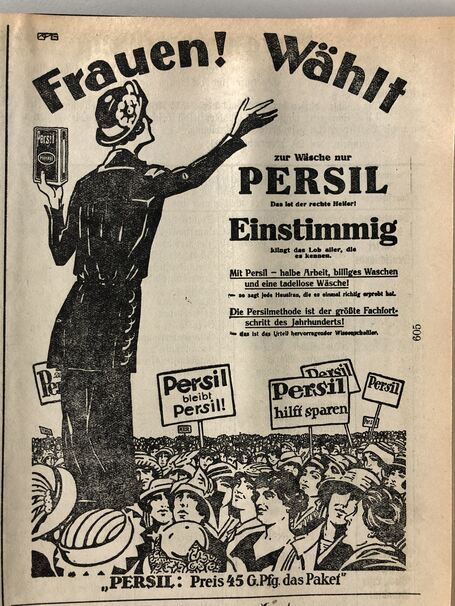 Frauen! Wählt
Persil
zur Wäsche nur
PERSIL
Das ist der rechte Helfer!
Einstimmig
klingt das Lob aller, die
es kennen.
Mit Persil – halbe Arbeit, billiges Waschen
und eine tadellose Wäsche!
— so sagt jede Hausfrau, die es einmal richtig erprobt hat.
Die Persilmethode ist der größte Fachfort-
schritt des Jahrhunderts!
— das ist das Urteil hervorragender Wissenschaftler.
605
Persil
bleibt
Persil!
Persil
Persil
hilft sparen
Persil
„PERSIL: Preis 45 G.Pfg. das Paket"